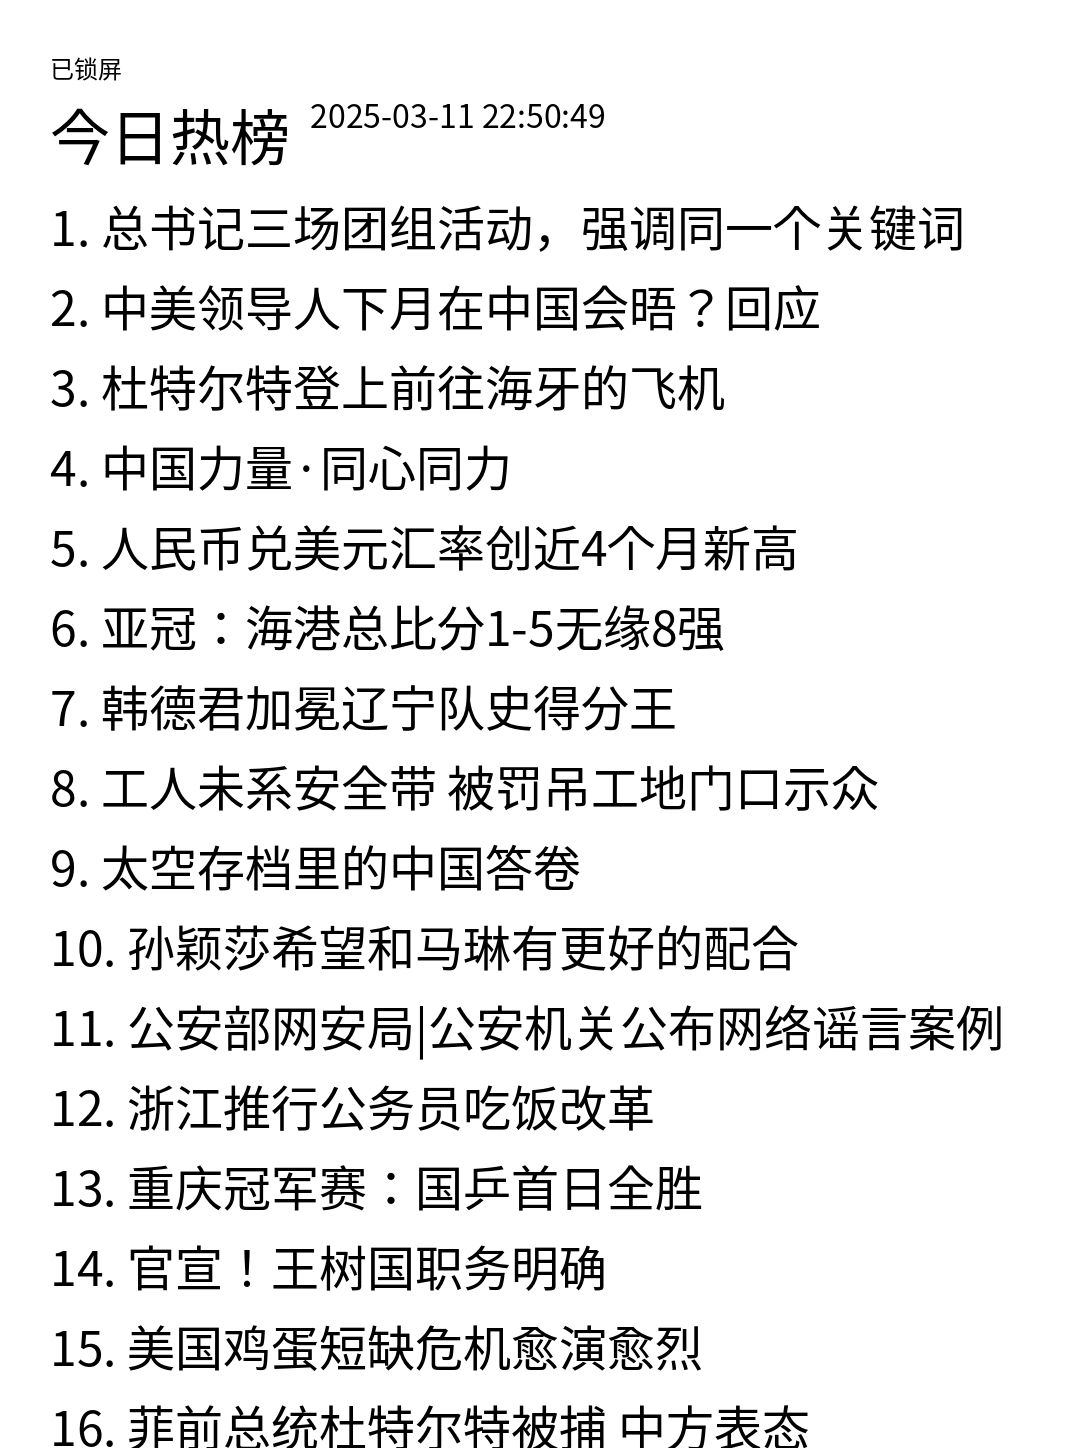 已锁屏
今日热榜 2025-03-11 22:50:49
1. 总书记三场团组活动，强调同一个关键词
2. 中美领导人下月在中国会晤？回应
3. 杜特尔特登上前往海牙的飞机
4. 中国力量·同心同力
5. 人民币兑美元汇率创近4个月新高
6. 亚冠：海港总比分1-5无缘8强
7. 韩德君加冕辽宁队史得分王
8. 工人未系安全带 被罚吊工地门口示众
9. 太空存档里的中国答卷
10. 孙颖莎希望和马琳有更好的配合
11. 公安部网安局|公安机关公布网络谣言案例
12. 浙江推行公务员吃饭改革
13. 重庆冠军赛：国乒首日全胜
14. 官宣！王树国职务明确
15. 美国鸡蛋短缺危机愈演愈烈
16. 菲前总统杜特尔特被捕 中方表态